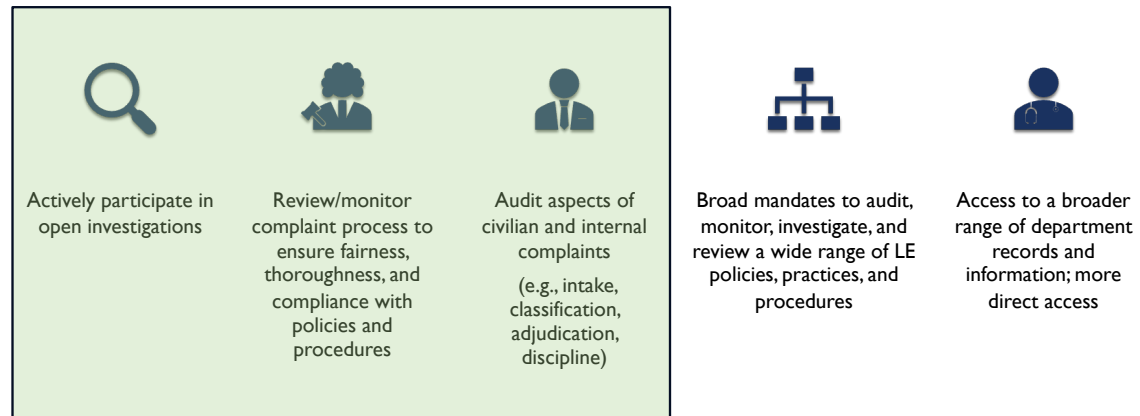 Actively participate in
open investigations
Review/monitor
complaint process to
ensure fairness,
thoroughness, and
compliance with
policies and
procedures
Audit aspects of
civilian and internal
complaints
(e.g., intake,
classification,
adjudication,
discipline)
Broad mandates to audit,
monitor, investigate, and
review a wide range of LE
policies, practices, and
procedures
Access to a broader
range of department
records and
information; more
direct access